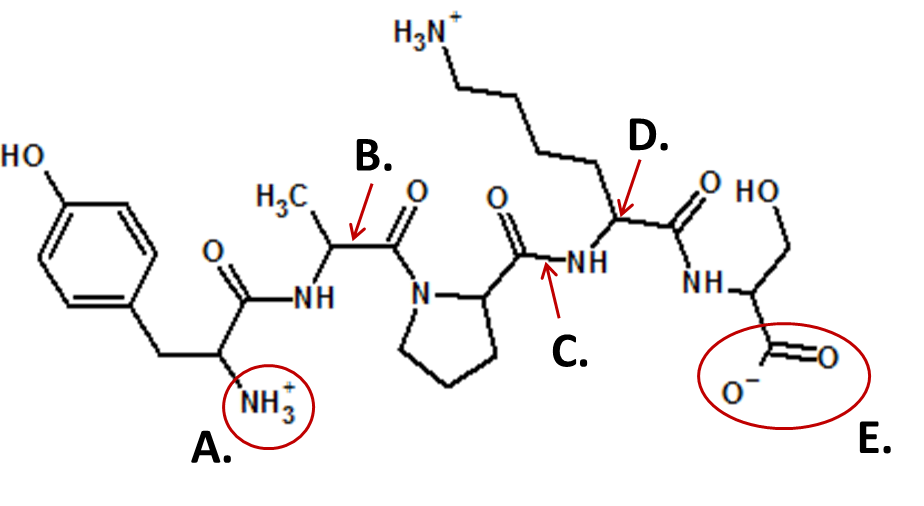 H₃N⁺
D.
B.
HO
H₃C
O
O
O
HO
O
NH
N
NH
NH
C.
O
O⁻
NH₃⁺
A.
E.